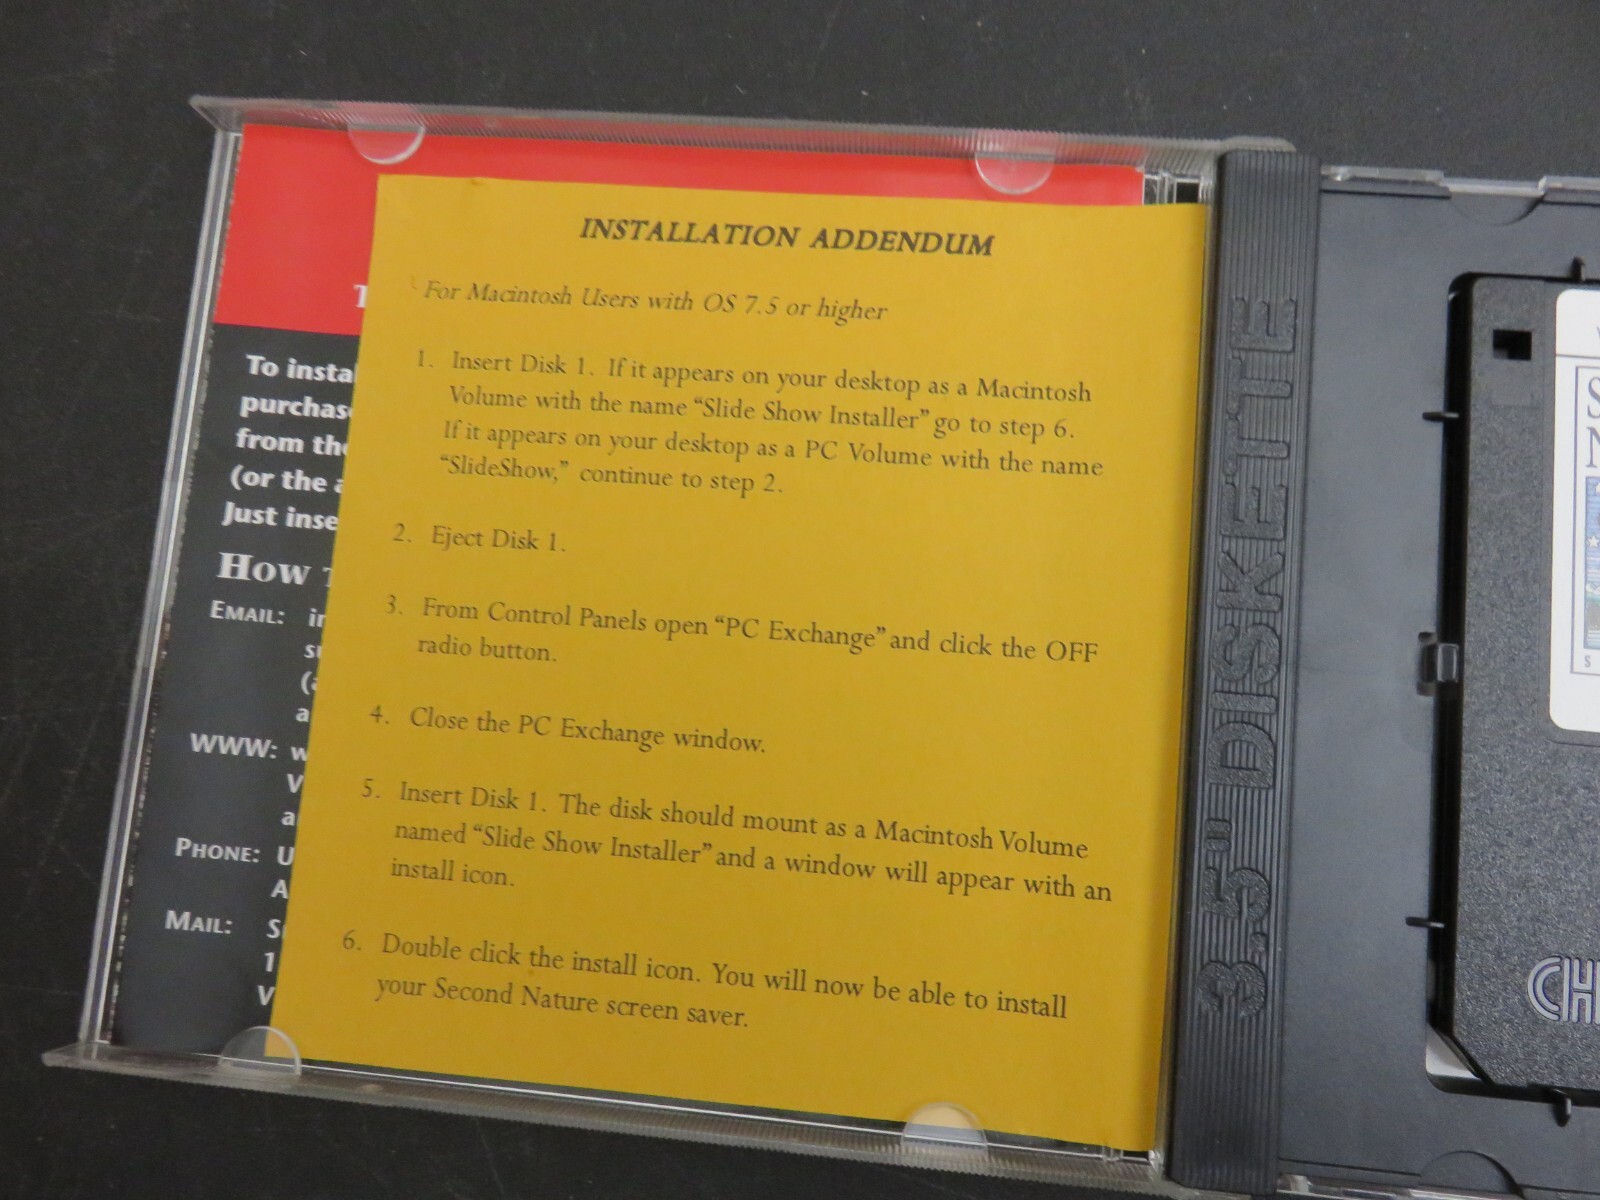 INSTALLATION ADDENDUM
For Macintosh Users with OS 7.5 or higher
1. Insert Disk 1. If it appears on your desktop as a Macintosh
Volume with the name “Slide Show Installer” go to step 6.
If it appears on your desktop as a PC Volume with the name
“SlideShow,” continue to step 2.
2. Eject Disk 1.
3. From Control Panels open “PC Exchange” and click the OFF
radio button.
4. Close the PC Exchange window.
5. Insert Disk 1. The disk should mount as a Macintosh Volume
named “Slide Show Installer” and a window will appear with an
install icon.
6. Double click the install icon. You will now be able to install
your Second Nature screen saver.
To
from
(or the
Just
How
EMAIL:
WWW:
PHONE:
MAIL:
3.5" DISKETTE